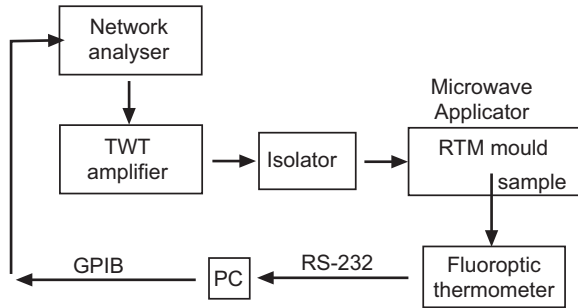 Network
analyser
Microwave
Applicator
TWT
amplifier
Isolator
RTM mould
sample
GPIB
PC
RS-232
Fluoroptic
thermometer